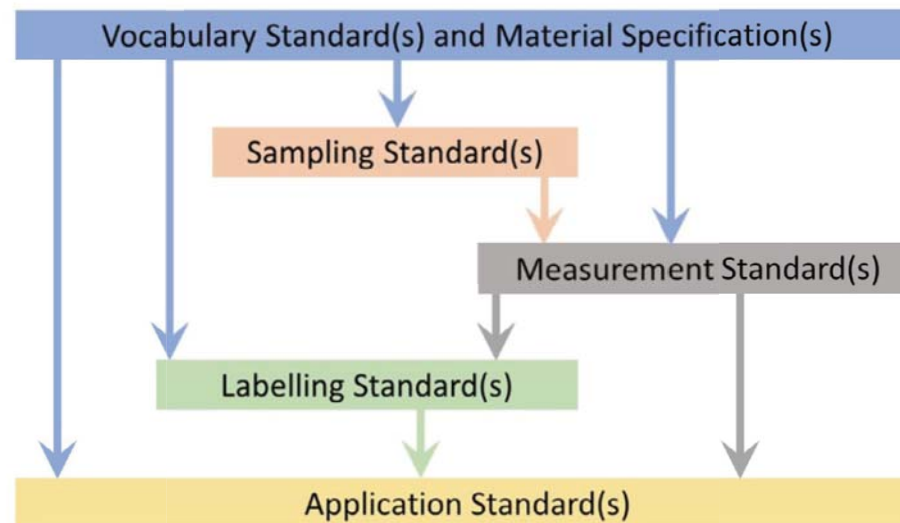 Vocabulary Standard(s) and Material Specification(s)
Sampling Standard(s)
Measurement Standard(s)
Labelling Standard(s)
Application Standard(s)